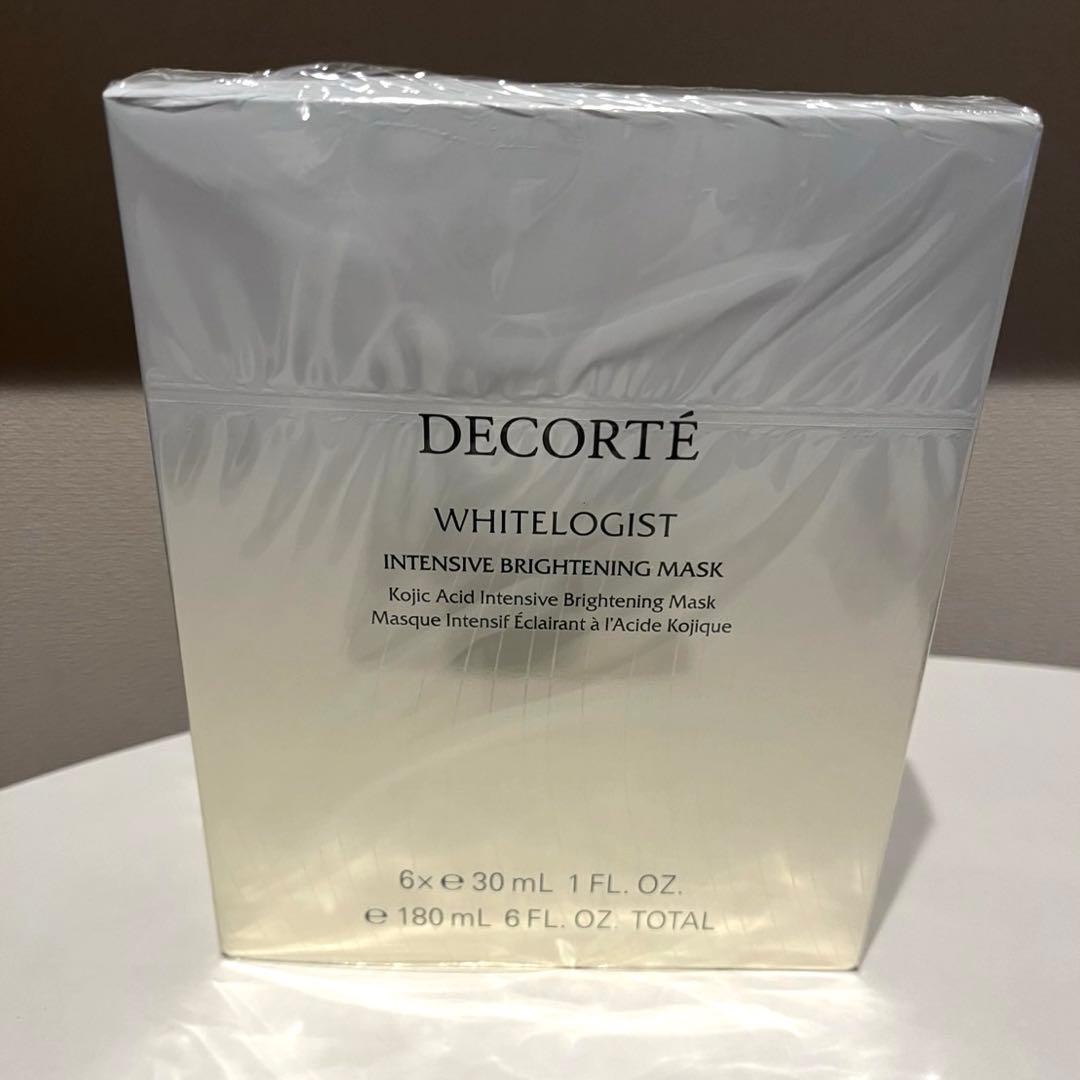 DECORTÉ
WHITELOGIST
INTENSIVE BRIGHTENING MASK
Kojic Acid Intensive Brightening Mask
Masque Intensif Éclairant à l'Acide Kojique
6x ℮ 30 mL 1 FL. OZ.
℮ 180 mL 6 FL. OZ. TOTAL